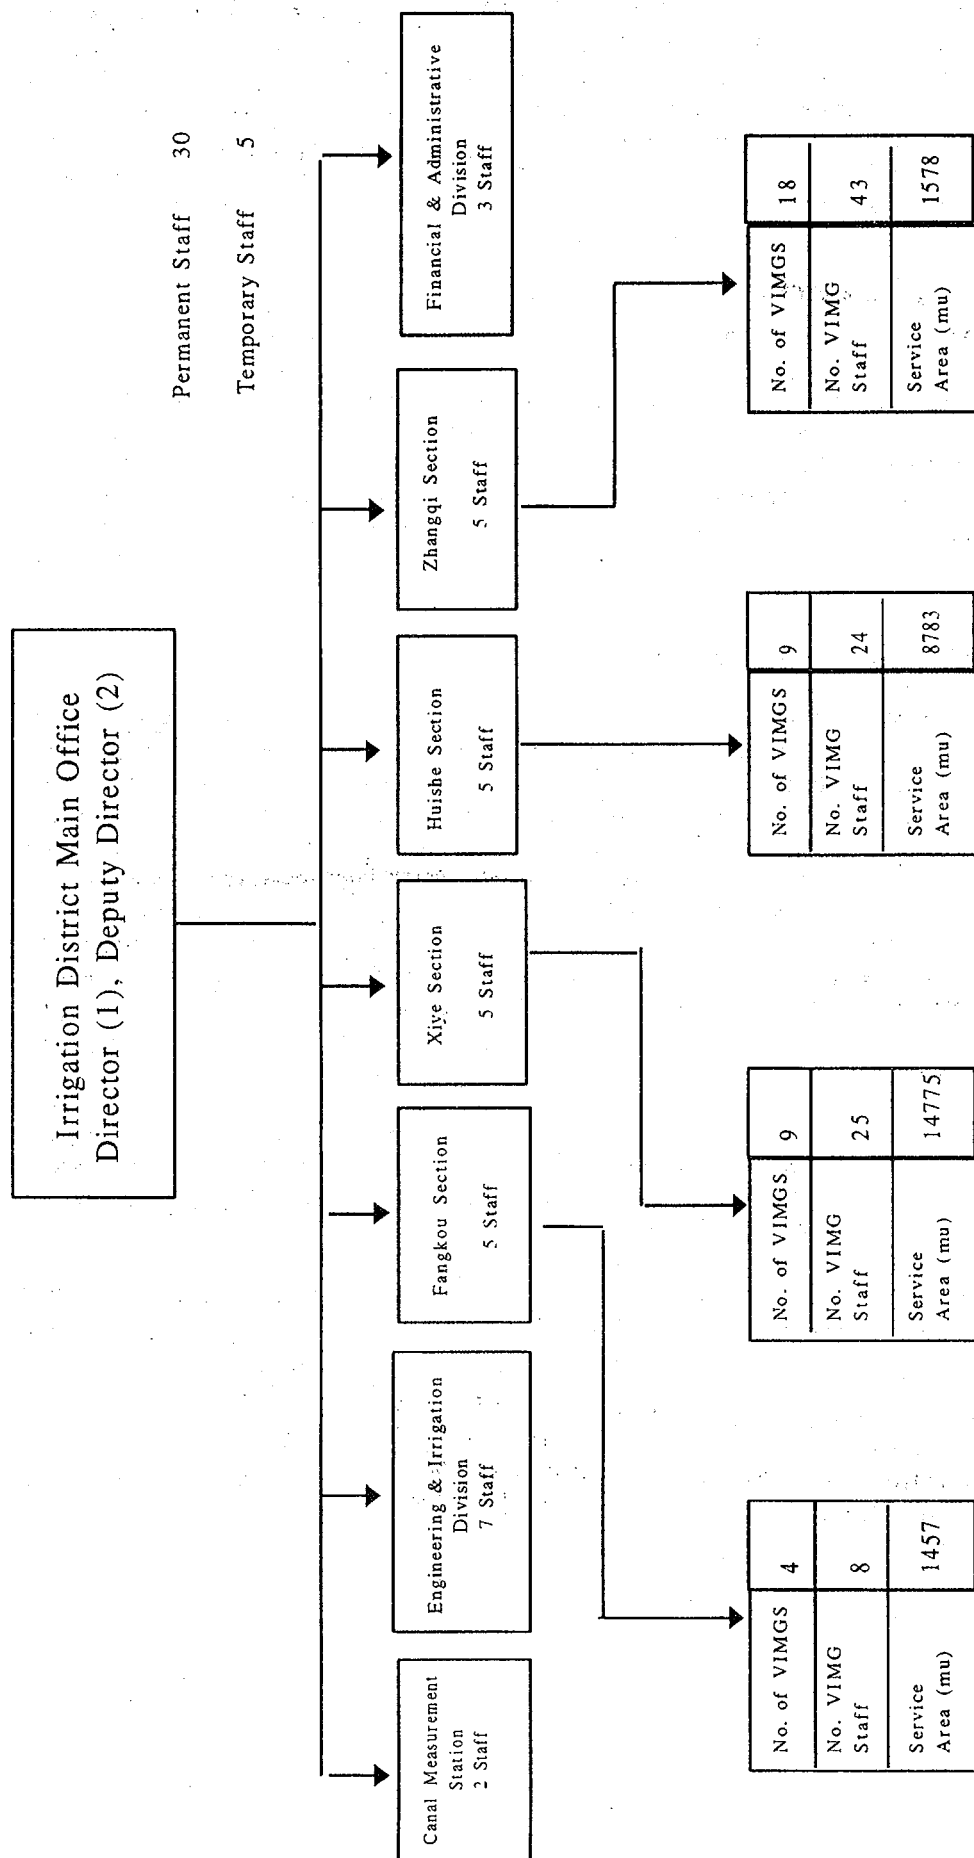 Irrigation District Main Office
Director (1), Deputy Director (2)
Permanent Staff 30
Temporary Staff 5
Canal Measurement
Station
2 Staff
Engineering & Irrigation
Division
7 Staff
Fangkou Section
5 Staff
Xiye Section
5 Staff
Huishe Section
5 Staff
Zhangqi Section
5 Staff
Financial & Administrative
Division
3 Staff
No. of VIMGS 4
No. VIMG
Staff 8
Service
Area (mu) 1457
No. of VIMGS 9
No. VIMG
Staff 25
Service
Area (mu) 14775
No. of VIMGS 9
No. VIMG
Staff 24
Service
Area (mu) 8783
No. of VIMGS 18
No. VIMG
Staff 43
Service
Area (mu) 1578